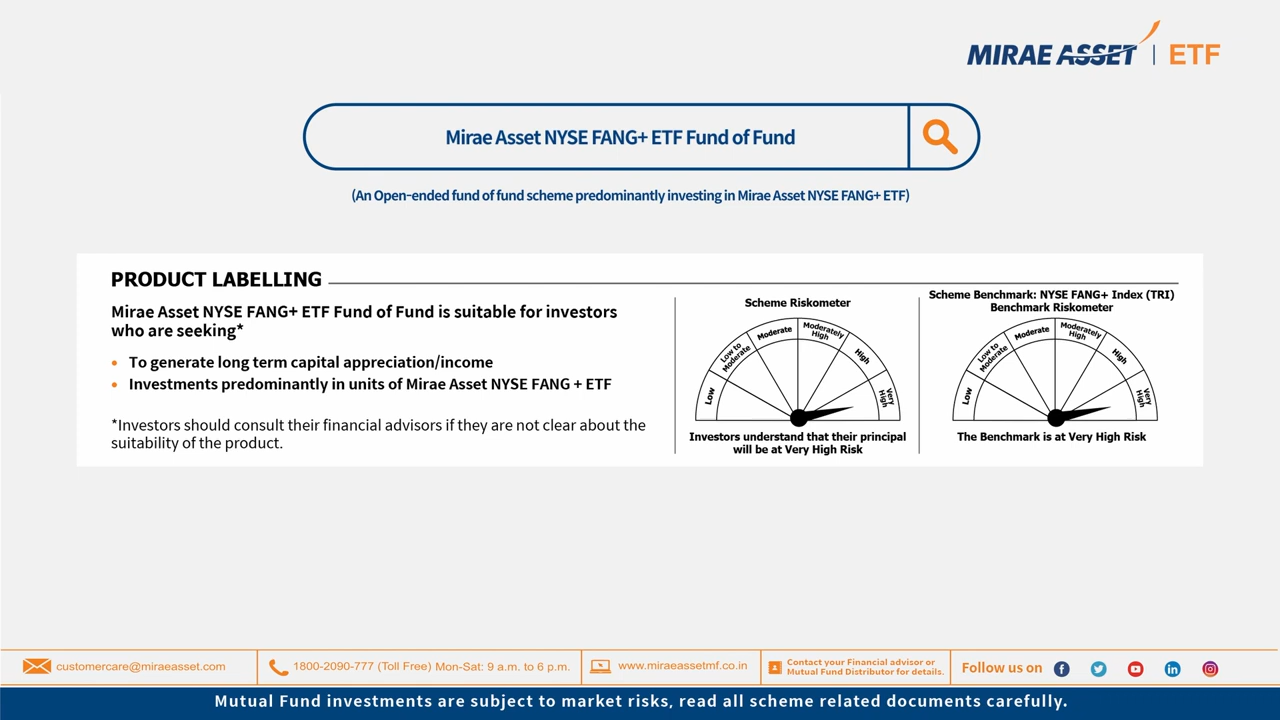 MIRAE ASSET | ETF
Mirae Asset NYSE FANG+ ETF Fund of Fund
(An Open-ended fund of fund scheme predominantly investing in Mirae Asset NYSE FANG+ ETF)
PRODUCT LABELLING
Mirae Asset NYSE FANG+ ETF Fund of Fund is suitable for investors
who are seeking*
• To generate long term capital appreciation/income
• Investments predominantly in units of Mirae Asset NYSE FANG + ETF
*Investors should consult their financial advisors if they are not clear about the
suitability of the product.
Scheme Riskometer
Low
Low to
Moderate
Moderate
Moderately
High
High
Very
High
Investors understand that their principal
will be at Very High Risk
Scheme Benchmark: NYSE FANG+ Index (TRI)
Benchmark Riskometer
Low
Low to
Moderate
Moderate
Moderately
High
High
Very
High
The Benchmark is at Very High Risk
customercare@miraeasset.com
1800-2090-777 (Toll Free) Mon-Sat: 9 a.m. to 6 p.m.
www.miraeassetmf.co.in
Contact your Financial advisor or
Mutual Fund Distributor for details.
Follow us on
Mutual Fund investments are subject to market risks, read all scheme related documents carefully.